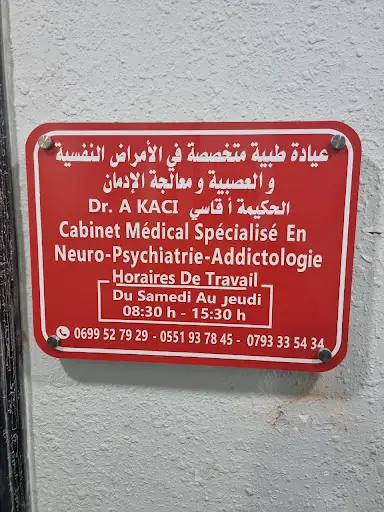 عيادة طبية متخصصة في الأمراض النفسية
و العصبية و معالجة الإدمان
Dr. A KACI الحكيمة أ قاسي
Cabinet Médical Spécialisé En
Neuro-Psychiatrie-Addictologie
Horaires De Travail
Du Samedi Au Jeudi
08:30 h - 15:30 h
0699 52 79 29 - 0551 93 78 45 - 0793 33 54 34